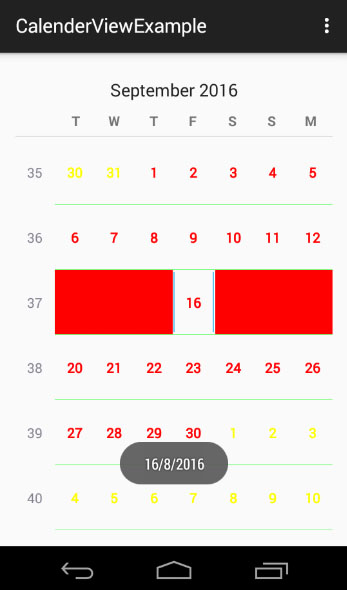 CalenderViewExample
September 2016
T W T F S S M
35 30 31 1 2 3 4 5
36 6 7 8 9 10 11 12
37 16
38 20 21 22 23 24 25 26
39 27 28 29 30 1 2 3
16/8/2016
40 4 5 6 7 8 9 10